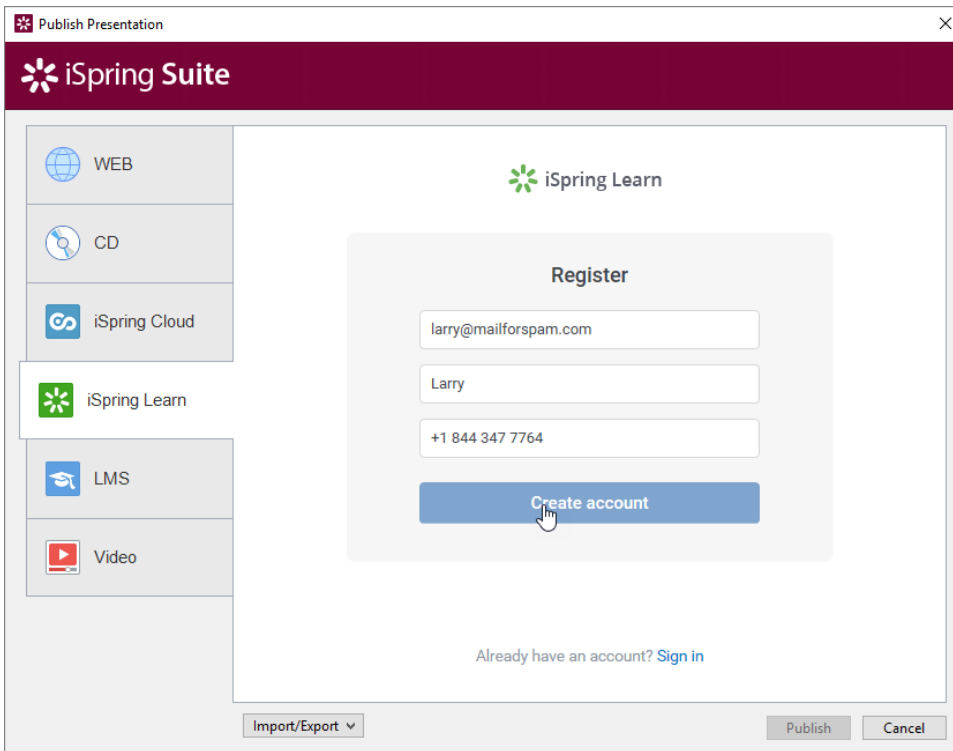 Publish Presentation
iSpring Suite
WEB
CD
iSpring Cloud
iSpring Learn
LMS
Video
iSpring Learn
Register
larry@mailforspam.com
Larry
+1 844 347 7764
Create account
Already have an account? Sign in
Import/Export
Publish
Cancel